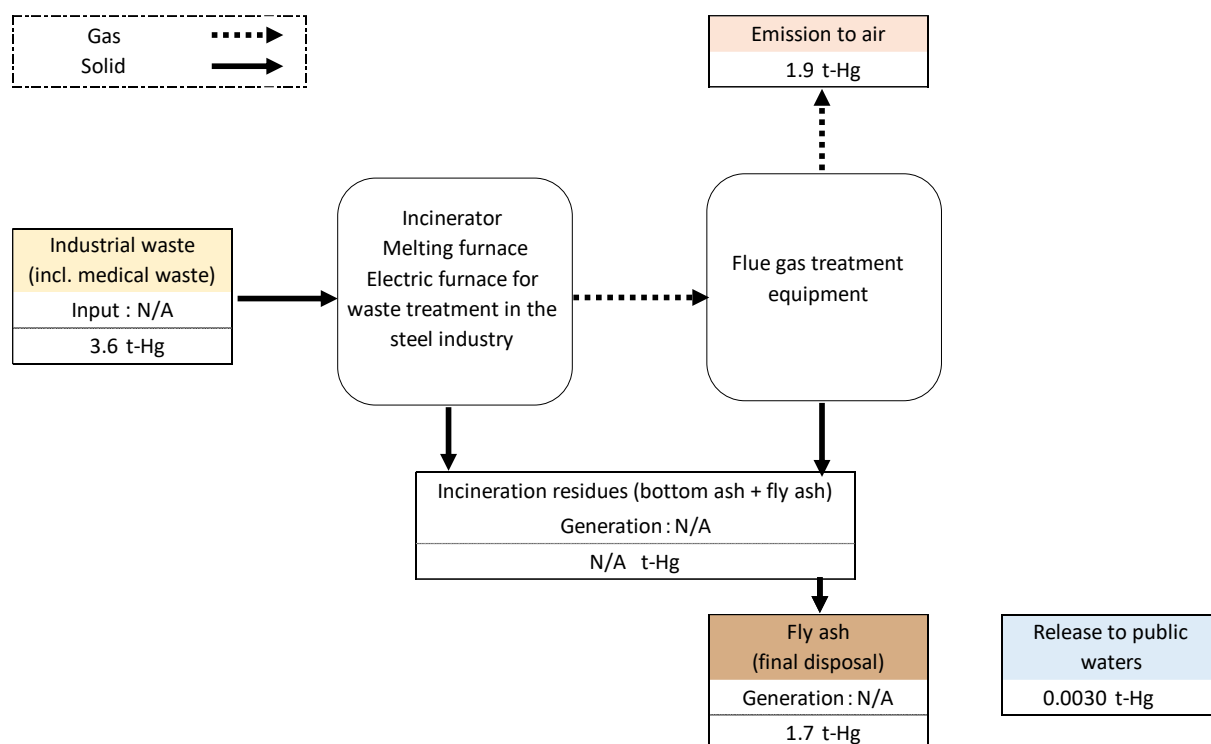 Gas
Solid
Emission to air
1.9 t-Hg
Industrial waste
(incl. medical waste)
Input : N/A
3.6 t-Hg
Incinerator
Melting furnace
Electric furnace for
waste treatment in the
steel industry
Flue gas treatment
equipment
Incineration residues (bottom ash + fly ash)
Generation : N/A
N/A t-Hg
Fly ash
(final disposal)
Generation : N/A
1.7 t-Hg
Release to public
waters
0.0030 t-Hg